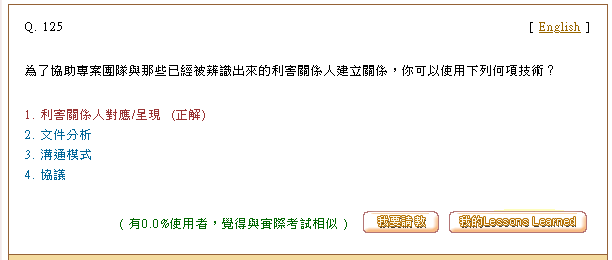 Q. 125 [ English ]
為了協助專案團隊與那些已經被辨識出來的利害關係人建立關係，你可以使用下列何項技術？
1. 利害關係人對應/呈現 (正解)
2. 文件分析
3. 溝通模式
4. 協議
( 有0.0%使用者，覺得與實際考試相似 ) 我要請教 我的Lessons Learned